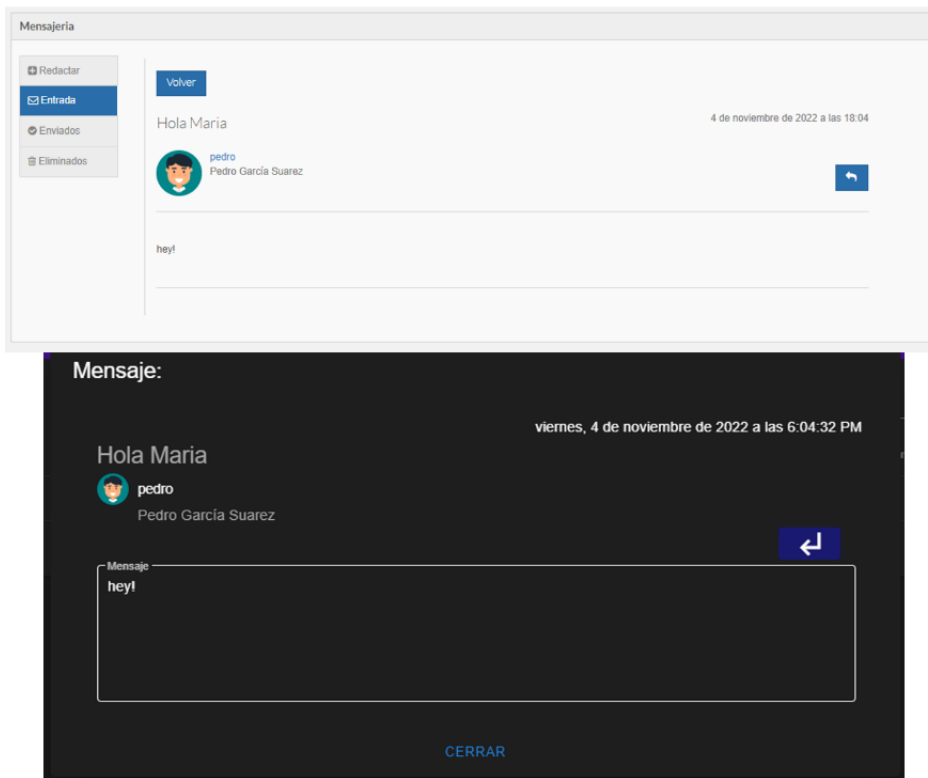 Mensajeria
Redactar
Entrada
Enviados
Eliminados
Volver
Hola Maria
4 de noviembre de 2022 a las 18:04
pedro
Pedro García Suarez
hey!
Mensaje:
viernes, 4 de noviembre de 2022 a las 6:04:32 PM
Hola Maria
pedro
Pedro García Suarez
Mensaje
hey!
CERRAR